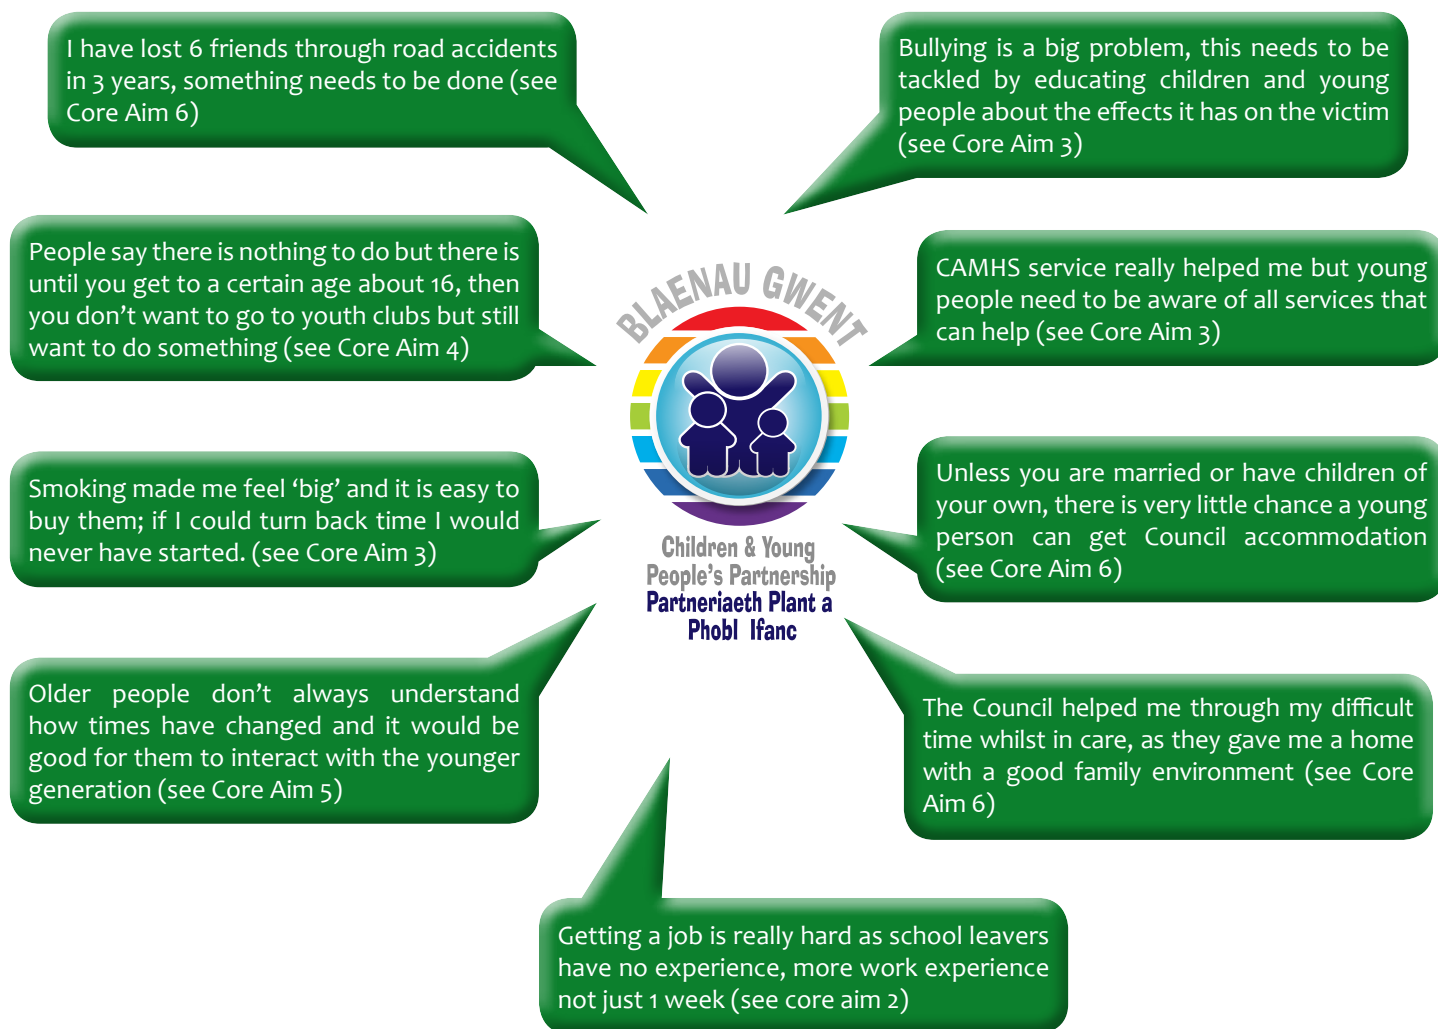 I have lost 6 friends through road accidents
in 3 years, something needs to be done (see
Core Aim 6)
Bullying is a big problem, this needs to be
tackled by educating children and young
people about the effects it has on the victim
(see Core Aim 3)
People say there is nothing to do but there is
until you get to a certain age about 16, then
you don’t want to go to youth clubs but still
want to do something (see Core Aim 4)
CAMHS service really helped me but young
people need to be aware of all services that
can help (see Core Aim 3)
BLAENAU GWENT
Children & Young
People’s Partnership
Partneriaeth Plant a
Phobl Ifanc
Smoking made me feel ‘big’ and it is easy to
buy them; if I could turn back time I would
never have started. (see Core Aim 3)
Unless you are married or have children of
your own, there is very little chance a young
person can get Council accommodation
(see Core Aim 6)
Older people don’t always understand
how times have changed and it would be
good for them to interact with the younger
generation (see Core Aim 5)
The Council helped me through my difficult
time whilst in care, as they gave me a home
with a good family environment (see Core
Aim 6)
Getting a job is really hard as school leavers
have no experience, more work experience
not just 1 week (see core aim 2)